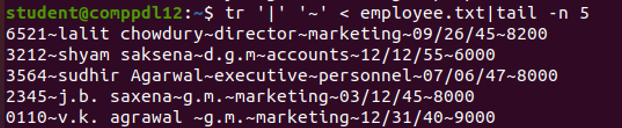 student@comppdl12:~$ tr '|' '~' < employee.txt|tail -n 5
6521~lalit chowdury~director~marketing~09/26/45~8200
3212~shyam saksena~d.g.m~accounts~12/12/55~6000
3564~sudhir Agarwal~executive~personnel~07/06/47~8000
2345~j.b. saxena~g.m.~marketing~03/12/45~8000
0110~v.k. agrawal ~g.m.~marketing~12/31/40~9000